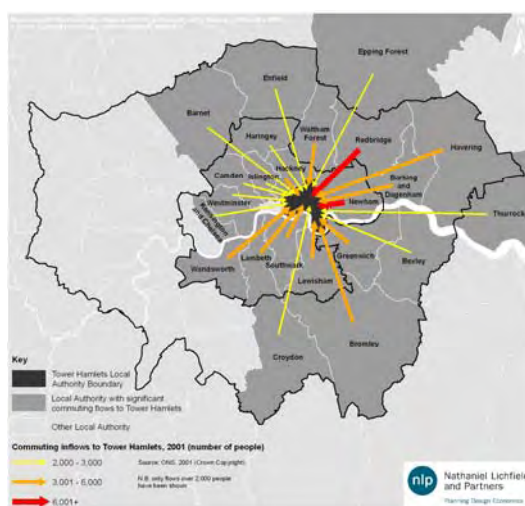 Epping Forest
Enfield
Barnet
Haringey
Waltham
Forest
Redbridge
Havering
Hackney
Camden
Islington
Barking
and
Dagenham
Westminster
Newham
Kensington
and Chelsea
Thurrock
Wandsworth
Lambeth
Southwark
Greenwich
Bexley
Lewisham
Bromley
Croydon
Key
Tower Hamlets Local
Authority Boundary
Local Authority with significant
commuting flows to Tower Hamlets
Other Local Authority
Commuting inflows to Tower Hamlets, 2001 (number of people)
2,000 - 3,000
Source: ONS, 2001 (Crown Copyright)
3,001 - 6,000
N.B. only flows over 2,000 people
have been shown
6,001+
nlp
Nathaniel Lichfield
and Partners
Planning Design Economics